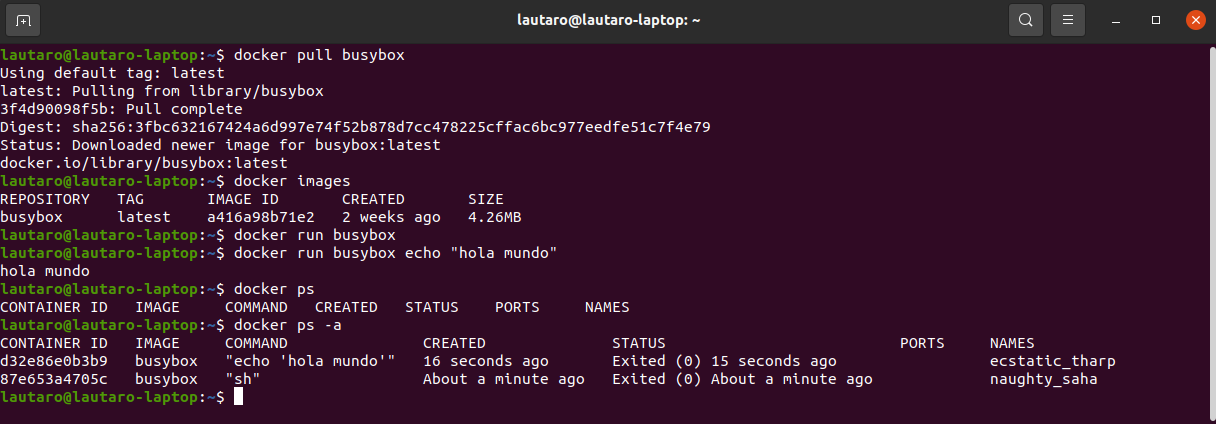 lautaro@lautaro-laptop: ~
lautaro@lautaro-laptop:~$ docker pull busybox
Using default tag: latest
latest: Pulling from library/busybox
3f4d90098f5b: Pull complete
Digest: sha256:3fbc632167424a6d997e74f52b878d7cc478225cffac6bc977eedfe51c7f4e79
Status: Downloaded newer image for busybox:latest
docker.io/library/busybox:latest
lautaro@lautaro-laptop:~$ docker images
REPOSITORY   TAG       IMAGE ID       CREATED       SIZE
busybox      latest    a416a98b71e2   2 weeks ago   4.26MB
lautaro@lautaro-laptop:~$ docker run busybox
lautaro@lautaro-laptop:~$ docker run busybox echo "hola mundo"
hola mundo
lautaro@lautaro-laptop:~$ docker ps
CONTAINER ID   IMAGE     COMMAND   CREATED   STATUS    PORTS     NAMES
lautaro@lautaro-laptop:~$ docker ps -a
CONTAINER ID   IMAGE     COMMAND               CREATED              STATUS                          PORTS     NAMES
d32e86e0b3b9   busybox   "echo 'hola mundo'"   16 seconds ago       Exited (0) 15 seconds ago                 ecstatic_tharp
87e653a4705c   busybox   "sh"                  About a minute ago   Exited (0) About a minute ago             naughty_saha
lautaro@lautaro-laptop:~$